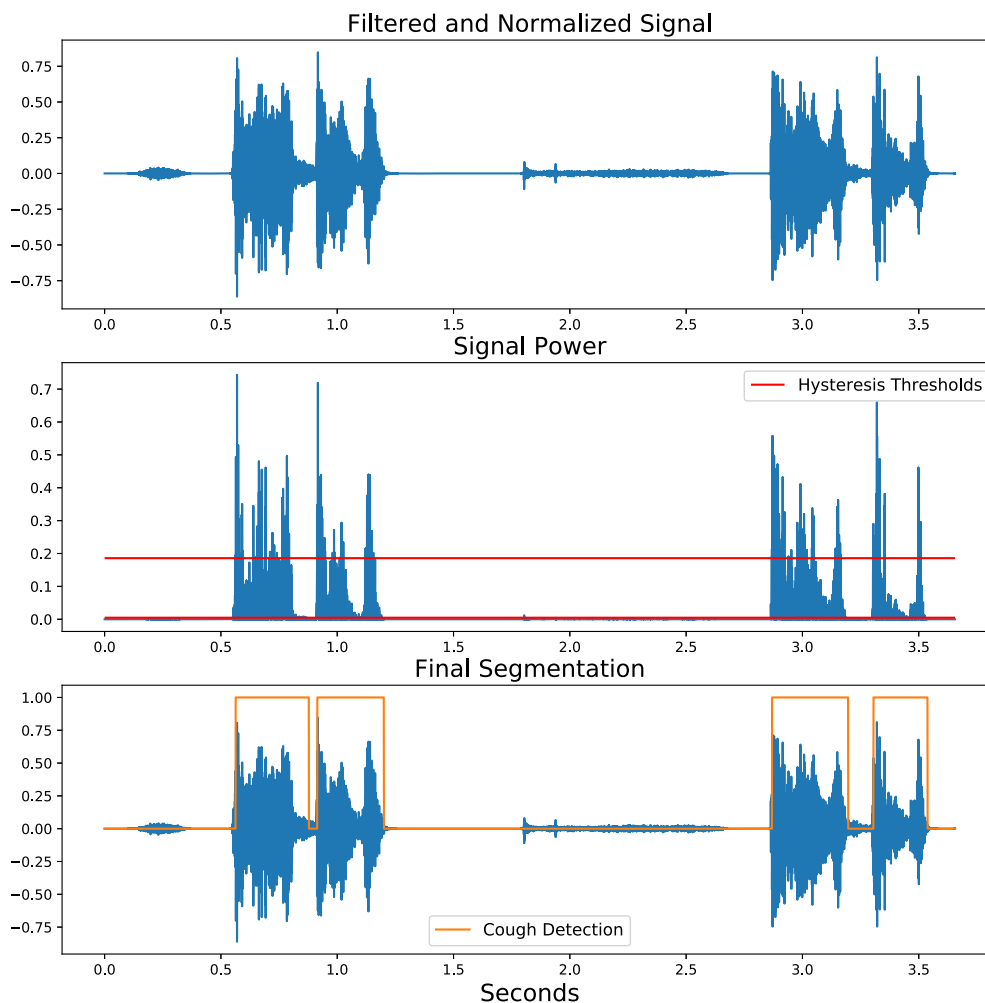 Filtered and Normalized Signal
0.75
0.50
0.25
0.00
−0.25
−0.50
−0.75
0.0 0.5 1.0 1.5 2.0 2.5 3.0 3.5
Signal Power
Hysteresis Thresholds
0.7
0.6
0.5
0.4
0.3
0.2
0.1
0.0
0.0 0.5 1.0 1.5 2.0 2.5 3.0 3.5
Final Segmentation
1.00
0.75
0.50
0.25
0.00
−0.25
−0.50
−0.75
Cough Detection
0.0 0.5 1.0 1.5 2.0 2.5 3.0 3.5
Seconds